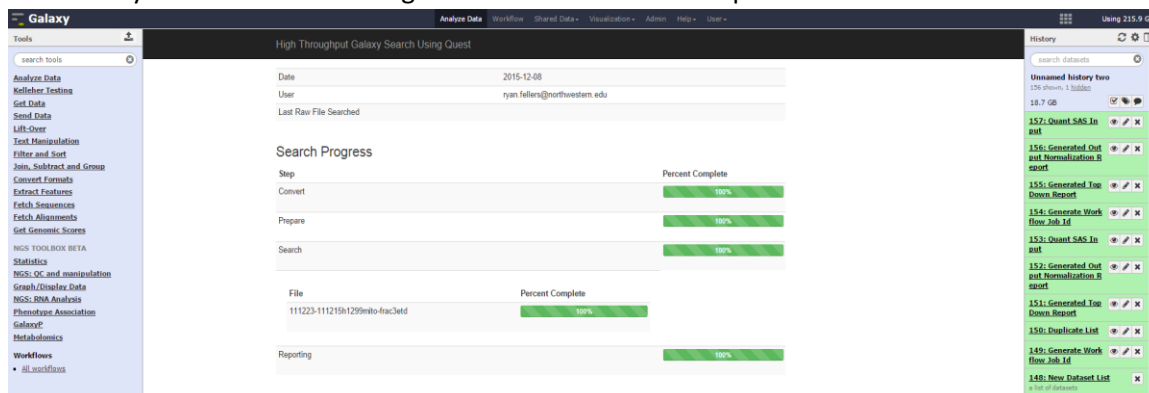 Galaxy
Analyze Data Workflow Shared Data Visualization Admin Help User
Using 215.9 G
Tools
search tools
Analyze Data
Kelleher Testing
Get Data
Send Data
Lift-Over
Text Manipulation
Filter and Sort
Join, Subtract and Group
Convert Formats
Extract Features
Fetch Sequences
Fetch Alignments
Get Genomic Scores
NGS TOOLBOX BETA
Statistics
NGS: QC and manipulation
Graph/Display Data
NGS: RNA Analysis
Phenotype Association
GalaxyP
Metabolomics
Workflows
• All workflows
High Throughput Galaxy Search Using Quest
Date 2015-12-08
User ryan.fellers@northwestern.edu
Last Raw File Searched
Search Progress
Step Percent Complete
Convert 100%
Prepare 100%
Search 100%
File Percent Complete
111223-111215h1299mito-frac3etd 100%
Reporting 100%
History
search datasets
Unnamed history two
156 shown, 1 hidden
18.7 GB
157: Quant SAS In
put
156: Generated Out
put Normalization R
eport
155: Generated Top
Down Report
154: Generate Work
flow Job Id
153: Quant SAS In
put
152: Generated Out
put Normalization R
eport
151: Generated Top
Down Report
150: Duplicate List
149: Generate Work
flow Job Id
148: New Dataset List
a list of datasets